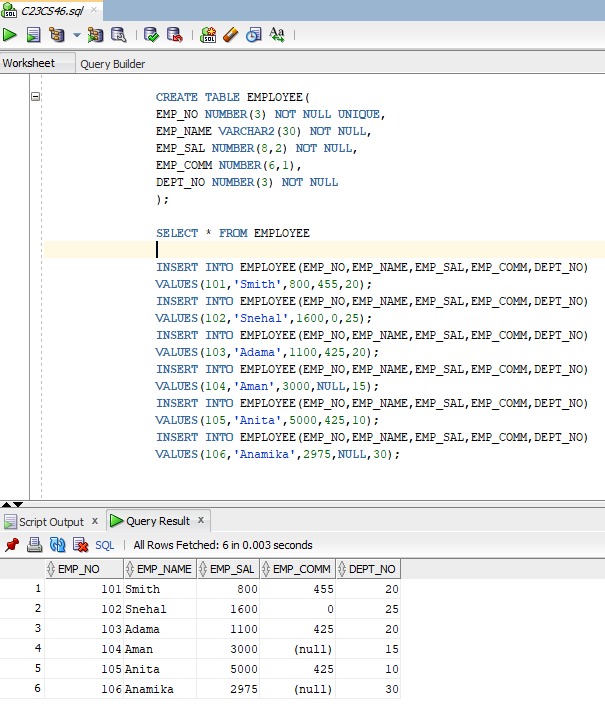 C23CS46.sql
Worksheet Query Builder
CREATE TABLE EMPLOYEE(
EMP_NO NUMBER(3) NOT NULL UNIQUE,
EMP_NAME VARCHAR2(30) NOT NULL,
EMP_SAL NUMBER(8,2) NOT NULL,
EMP_COMM NUMBER(6,1),
DEPT_NO NUMBER(3) NOT NULL
);
SELECT * FROM EMPLOYEE
INSERT INTO EMPLOYEE(EMP_NO,EMP_NAME,EMP_SAL,EMP_COMM,DEPT_NO)
VALUES(101,'Smith',800,455,20);
INSERT INTO EMPLOYEE(EMP_NO,EMP_NAME,EMP_SAL,EMP_COMM,DEPT_NO)
VALUES(102,'Snehal',1600,0,25);
INSERT INTO EMPLOYEE(EMP_NO,EMP_NAME,EMP_SAL,EMP_COMM,DEPT_NO)
VALUES(103,'Adama',1100,425,20);
INSERT INTO EMPLOYEE(EMP_NO,EMP_NAME,EMP_SAL,EMP_COMM,DEPT_NO)
VALUES(104,'Aman',3000,NULL,15);
INSERT INTO EMPLOYEE(EMP_NO,EMP_NAME,EMP_SAL,EMP_COMM,DEPT_NO)
VALUES(105,'Anita',5000,425,10);
INSERT INTO EMPLOYEE(EMP_NO,EMP_NAME,EMP_SAL,EMP_COMM,DEPT_NO)
VALUES(106,'Anamika',2975,NULL,30);
Script Output x Query Result x
SQL | All Rows Fetched: 6 in 0.003 seconds
EMP_NO EMP_NAME EMP_SAL EMP_COMM DEPT_NO
1 101 Smith 800 455 20
2 102 Snehal 1600 0 25
3 103 Adama 1100 425 20
4 104 Aman 3000 (null) 15
5 105 Anita 5000 425 10
6 106 Anamika 2975 (null) 30